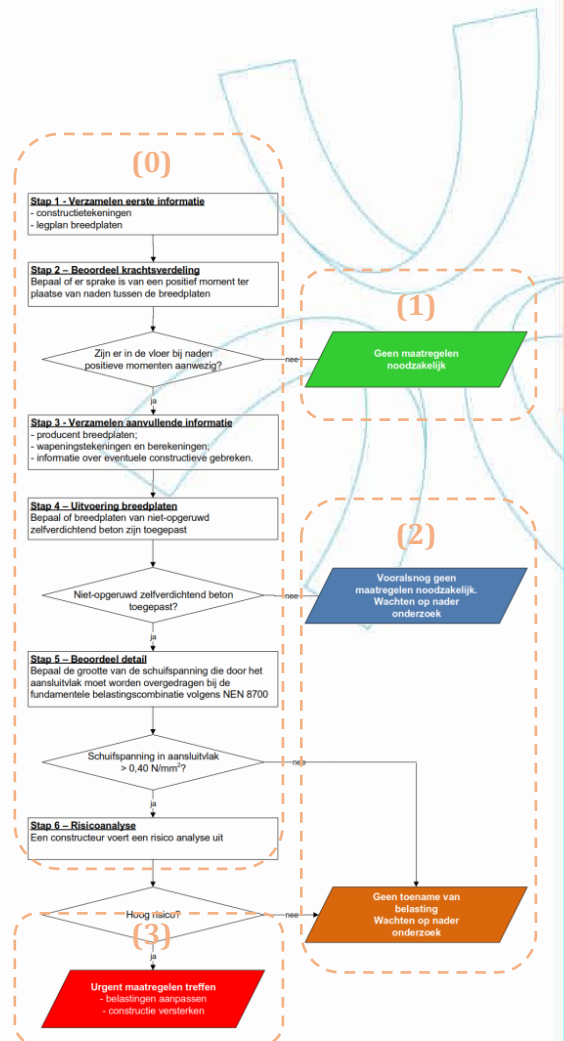 (0)
Stap 1 - Verzamelen eerste informatie
- constructietekeningen
- legplan breedplaten
Stap 2 – Beoordeel krachtsverdeling
Bepaal of er sprake is van een positief moment ter
plaatse van naden tussen de breedplaten
(1)
Zijn er in de vloer bij naden
positieve momenten aanwezig?
nee
Geen maatregelen
noodzakelijk
ja
Stap 3 - Verzamelen aanvullende informatie
- producent breedplaten;
- wapeningstekeningen en berekeningen;
- informatie over eventuele constructieve gebreken.
Stap 4 – Uitvoering breedplaten
Bepaal of breedplaten van niet-opgeruwd
zelfverdichtend beton zijn toegepast
(2)
Niet-opgeruwd zelfverdichtend beton
toegepast?
nee
Vooralsnog geen
maatregelen noodzakelijk.
Wachten op nader
onderzoek
ja
Stap 5 – Beoordeel detail
Bepaal de grootte van de schuifspanning die door het
aansluitvlak moet worden overgedragen bij de
fundamentele belastingscombinatie volgens NEN 8700
Schuifspanning in aansluitvlak
> 0,40 N/mm²?
nee
ja
Stap 6 – Risicoanalyse
Een constructeur voert een risico analyse uit
Hoog risico?
nee
Geen toename van
belasting
Wachten op nader
onderzoek
(3)
ja
Urgent maatregelen treffen
- belastingen aanpassen
- constructie versterken